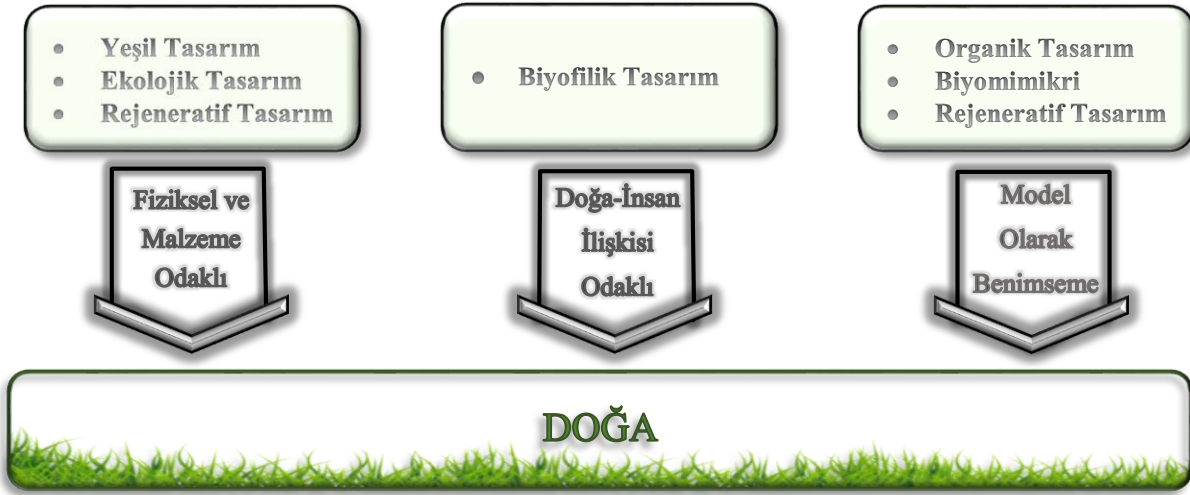 • Yeşil Tasarım
• Ekolojik Tasarım
• Rejeneratif Tasarım
• Biyofilik Tasarım
• Organik Tasarım
• Biyomimikri
• Rejeneratif Tasarım
Fiziksel ve
Malzeme
Odaklı
Doğa-İnsan
İlişkisi
Odaklı
Model
Olarak
Benimseme
DOĞA